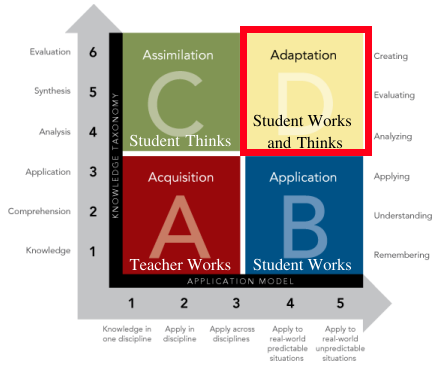 Evaluation 6 Assimilation Adaptation Creating
Synthesis 5 C D Evaluating
Analysis 4 Student Thinks Student Works and Thinks Analyzing
Application 3 Acquisition Application Applying
Comprehension 2 A B Understanding
Knowledge 1 Teacher Works Student Works Remembering
KNOWLEDGE TAXONOMY
APPLICATION MODEL
1 2 3 4 5
Knowledge in one discipline
Apply in discipline
Apply across disciplines
Apply to real-world predictable situations
Apply to real-world unpredictable situations